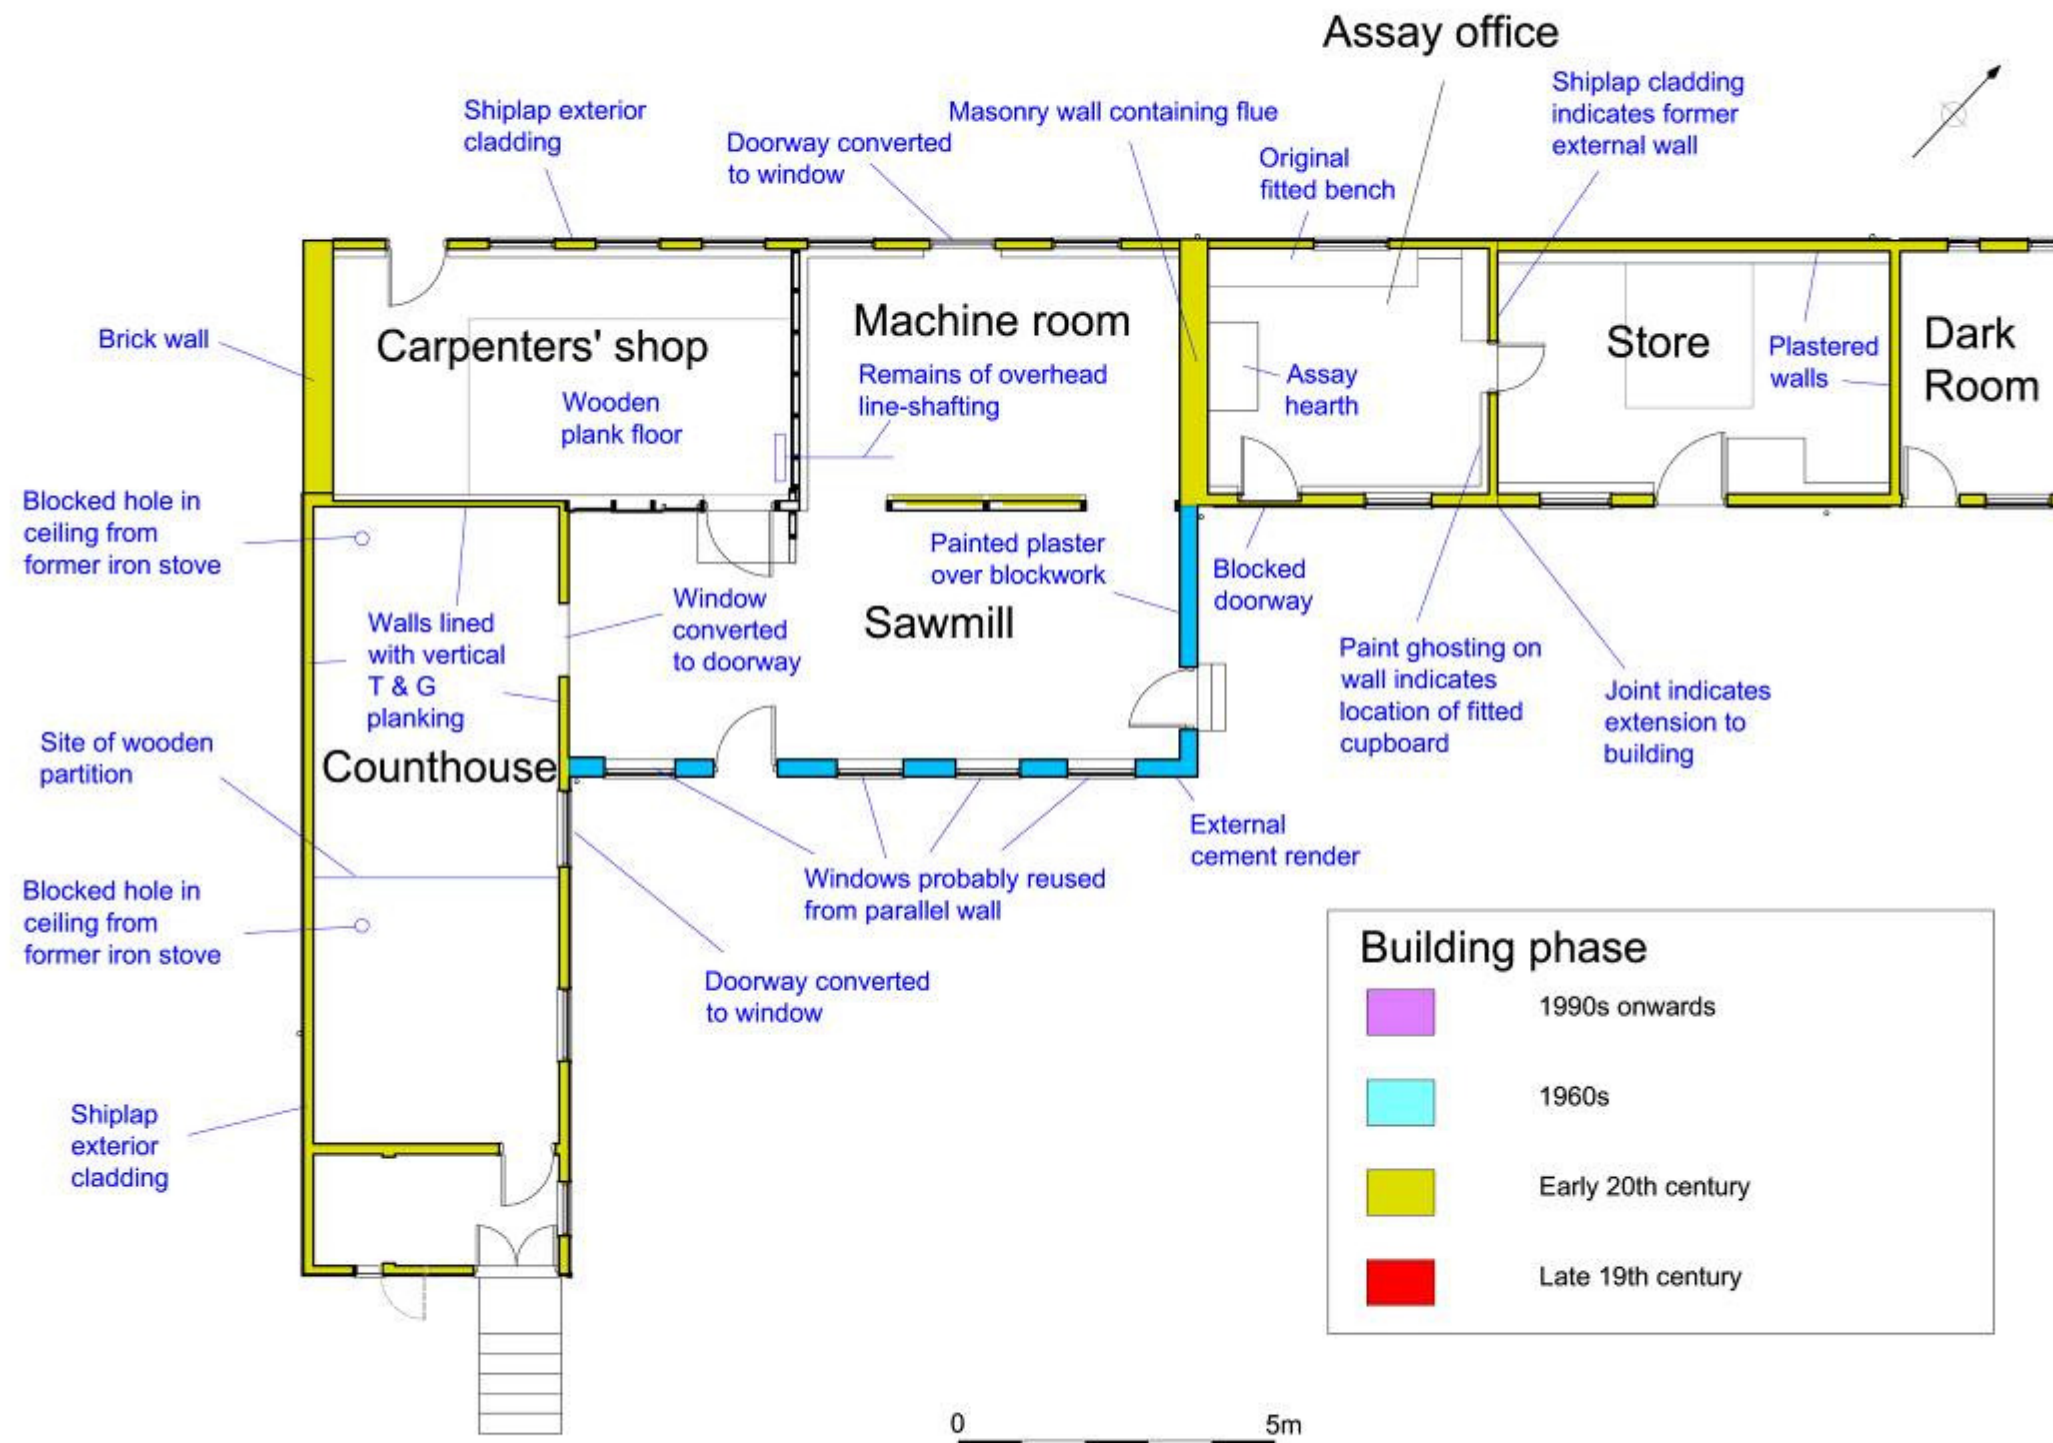 Assay office
Shiplap exterior
cladding
Doorway converted
to window
Masonry wall containing flue
Original
fitted bench
Shiplap cladding
indicates former
external wall
Brick wall
Carpenters' shop
Wooden
plank floor
Machine room
Remains of overhead
line-shafting
Assay
hearth
Store
Plastered
walls
Dark
Room
Blocked hole in
ceiling from
former iron stove
Walls lined
with vertical
T & G
planking
Window
converted
to doorway
Painted plaster
over blockwork
Sawmill
Blocked
doorway
Paint ghosting on
wall indicates
location of fitted
cupboard
Joint indicates
extension to
building
Site of wooden
partition
Counthouse
External
cement render
Windows probably reused
from parallel wall
Blocked hole in
ceiling from
former iron stove
Doorway converted
to window
Shiplap
exterior
cladding
Building phase
1990s onwards
1960s
Early 20th century
Late 19th century
0 5m